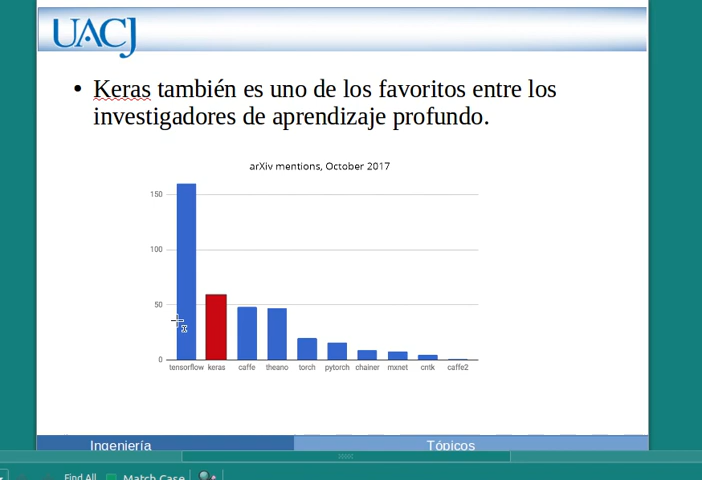 UACJ
• Keras también es uno de los favoritos entre los
investigadores de aprendizaje profundo.
arXiv mentions, October 2017
150
100
50
0
tensorflow keras caffe theano torch pytorch chainer mxnet cntk caffe2
Ingeniería Tópicos
Find All Match Case